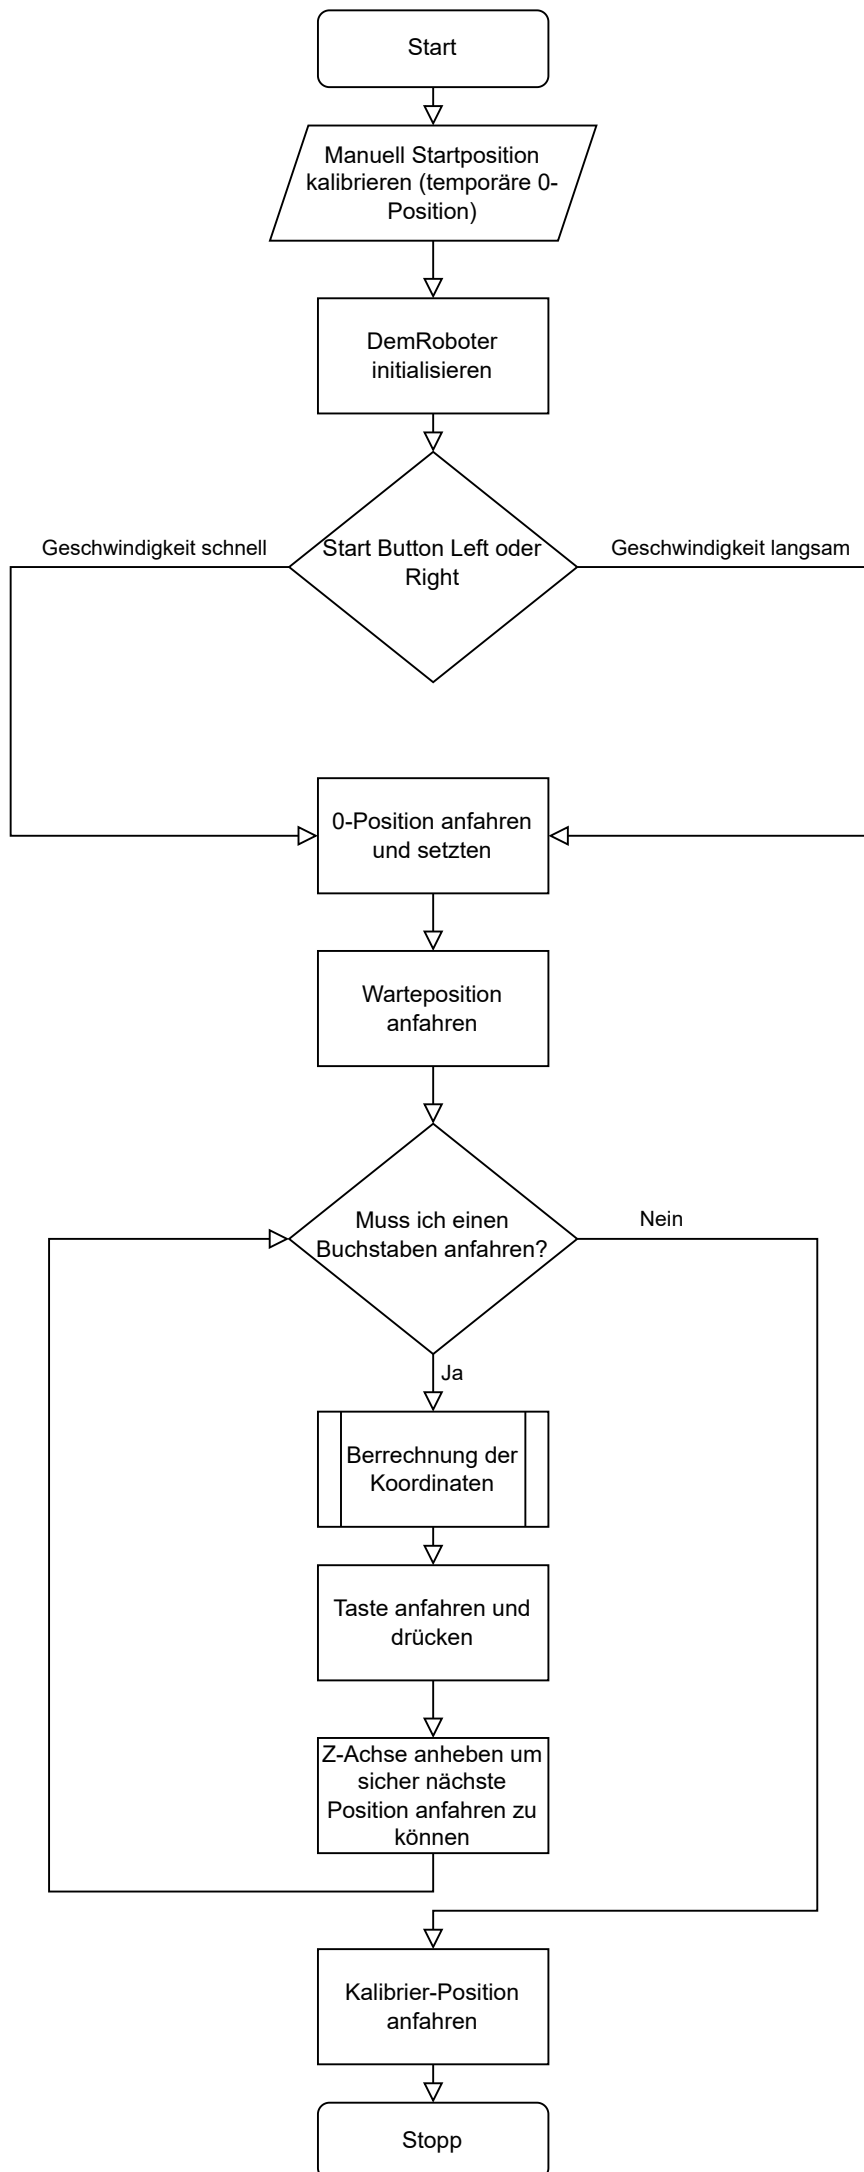 Start
Manuell Startposition
kalibrieren (temporäre 0-
Position)
DemRoboter
initialisieren
Geschwindigkeit schnell
Start Button Left oder
Right
Geschwindigkeit langsam
0-Position anfahren
und setzten
Warteposition
anfahren
Muss ich einen
Buchstaben anfahren?
Nein
Ja
Berrechnung der
Koordinaten
Taste anfahren und
drücken
Z-Achse anheben um
sicher nächste
Position anfahren zu
können
Kalibrier-Position
anfahren
Stopp